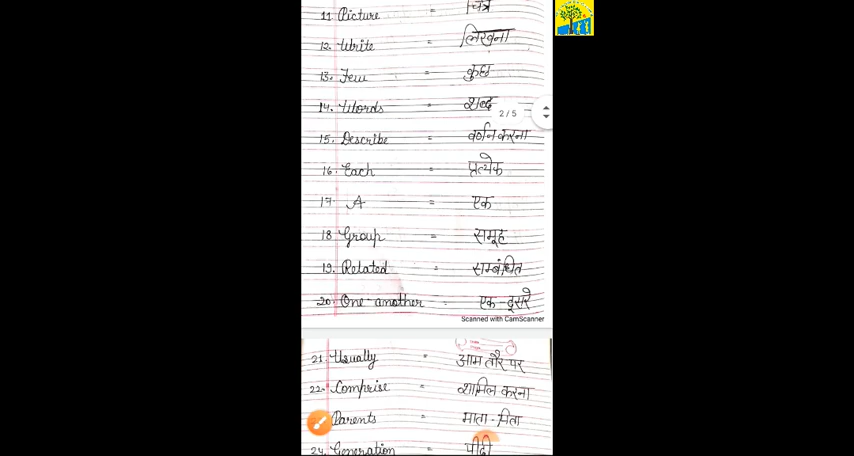 11. Picture = चित्र
12. Write = लिखना
13. Few = कुछ
14. Words = शब्द
2/5
15. Describe = वर्णन करना
16. Each = प्रत्येक
17. A = एक
18. Group = समूह
19. Related = सम्बंधित
20. One-another = एक-दूसरे
Scanned with CamScanner
21. Usually = आम तौर पर
22. Comprise = शामिल करना
Parents = माता-पिता
24. Generation = पीढ़ी